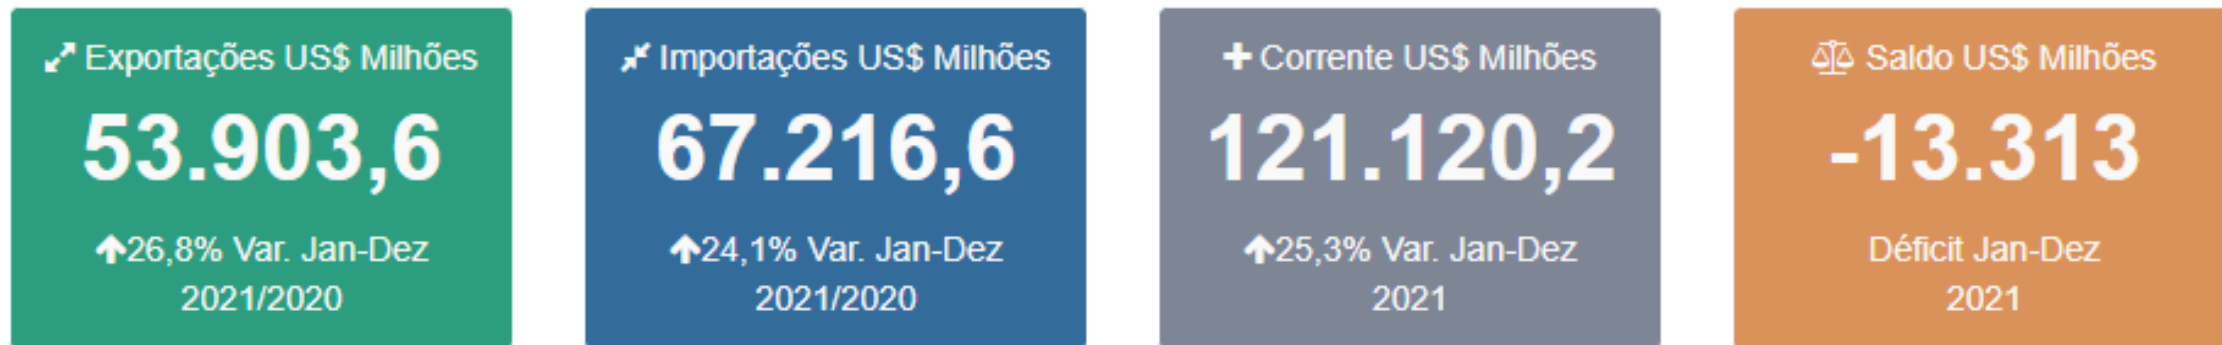 Exportações US$ Milhões
53.903,6
26,8% Var. Jan-Dez
2021/2020
Importações US$ Milhões
67.216,6
24,1% Var. Jan-Dez
2021/2020
Corrente US$ Milhões
121.120,2
25,3% Var. Jan-Dez
2021
Saldo US$ Milhões
-13.313
Déficit Jan-Dez
2021